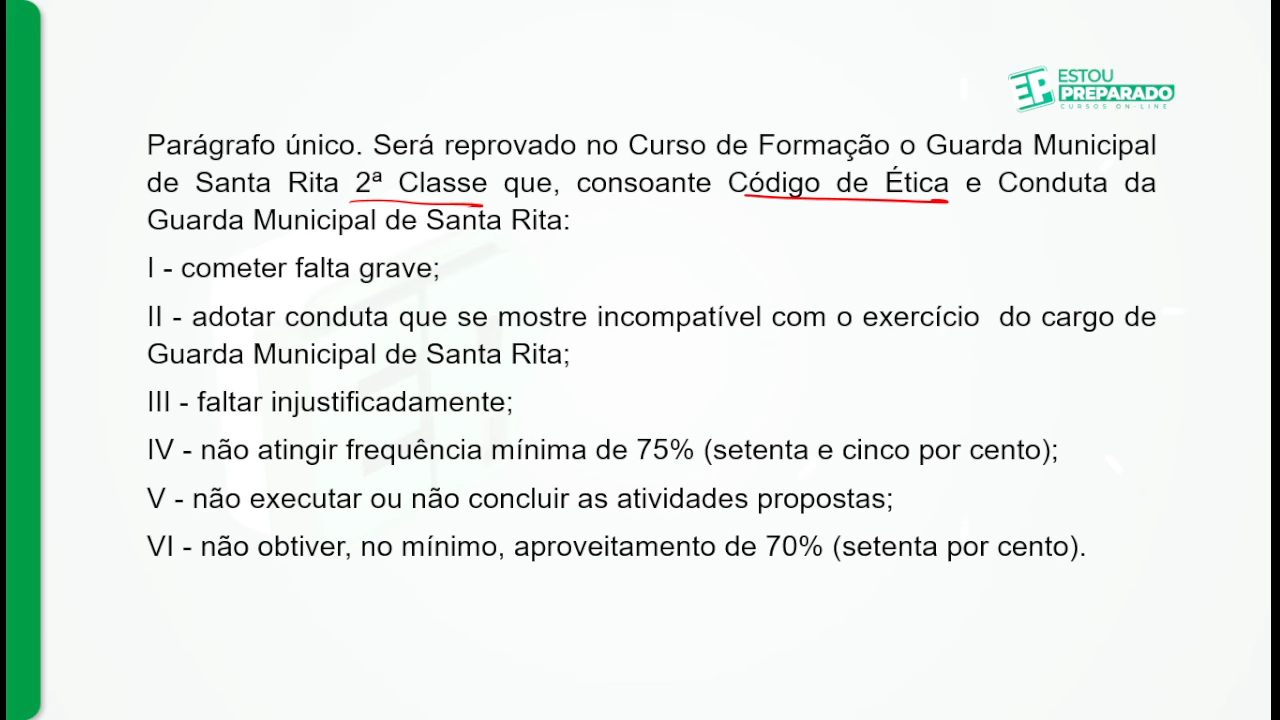 ESTOU
PREPARADO
CURSOS ON-LINE
Parágrafo único. Será reprovado no Curso de Formação o Guarda Municipal
de Santa Rita 2ª Classe que, consoante Código de Ética e Conduta da
Guarda Municipal de Santa Rita:
I - cometer falta grave;
II - adotar conduta que se mostre incompatível com o exercício do cargo de
Guarda Municipal de Santa Rita;
III - faltar injustificadamente;
IV - não atingir frequência mínima de 75% (setenta e cinco por cento);
V - não executar ou não concluir as atividades propostas;
VI - não obtiver, no mínimo, aproveitamento de 70% (setenta por cento).